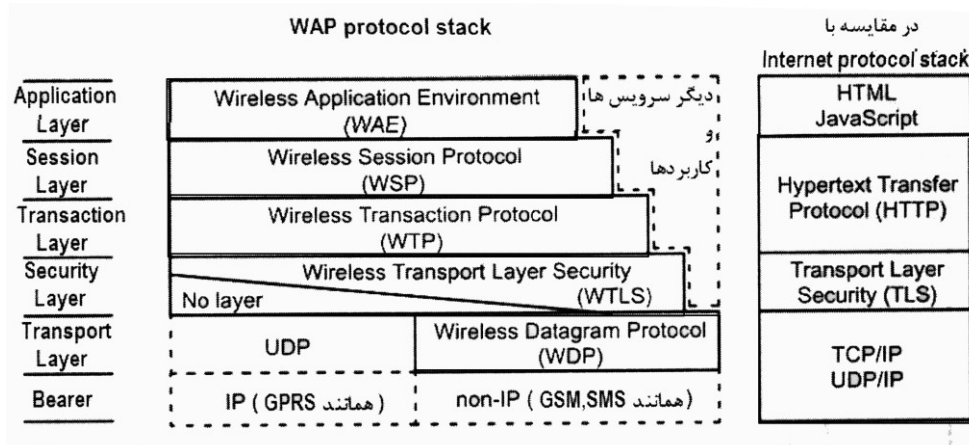 WAP protocol stack
در مقایسه با
Internet protocol stack
Application
Layer
Wireless Application Environment
(WAE)
دیگر سرویس ها
و
کاربردها
HTML
JavaScript
Session
Layer
Wireless Session Protocol
(WSP)
Hypertext Transfer
Protocol (HTTP)
Transaction
Layer
Wireless Transaction Protocol
(WTP)
Security
Layer
Wireless Transport Layer Security
(WTLS)
No layer
Transport Layer
Security (TLS)
Transport
Layer
UDP
Wireless Datagram Protocol
(WDP)
TCP/IP
UDP/IP
Bearer
IP ( GPRS همانند )
non-IP ( GSM,SMS همانند )